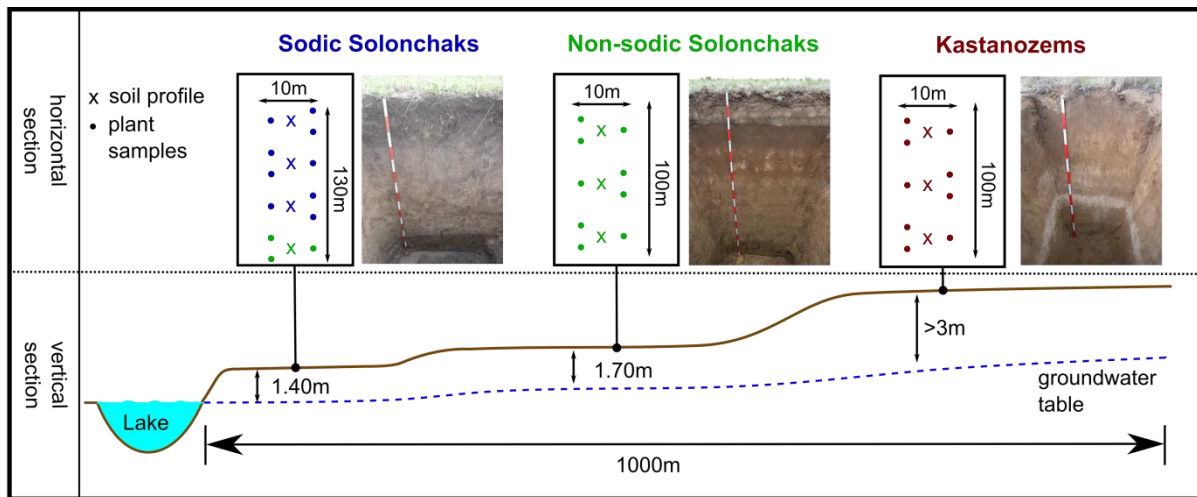 Sodic Solonchaks
Non-sodic Solonchaks
Kastanozems
horizontal
section
x soil profile
• plant
samples
10m
x
x
x
x
130m
10m
x
x
x
100m
10m
x
x
x
100m
vertical
section
Lake
1.40m
1.70m
>3m
groundwater
table
1000m